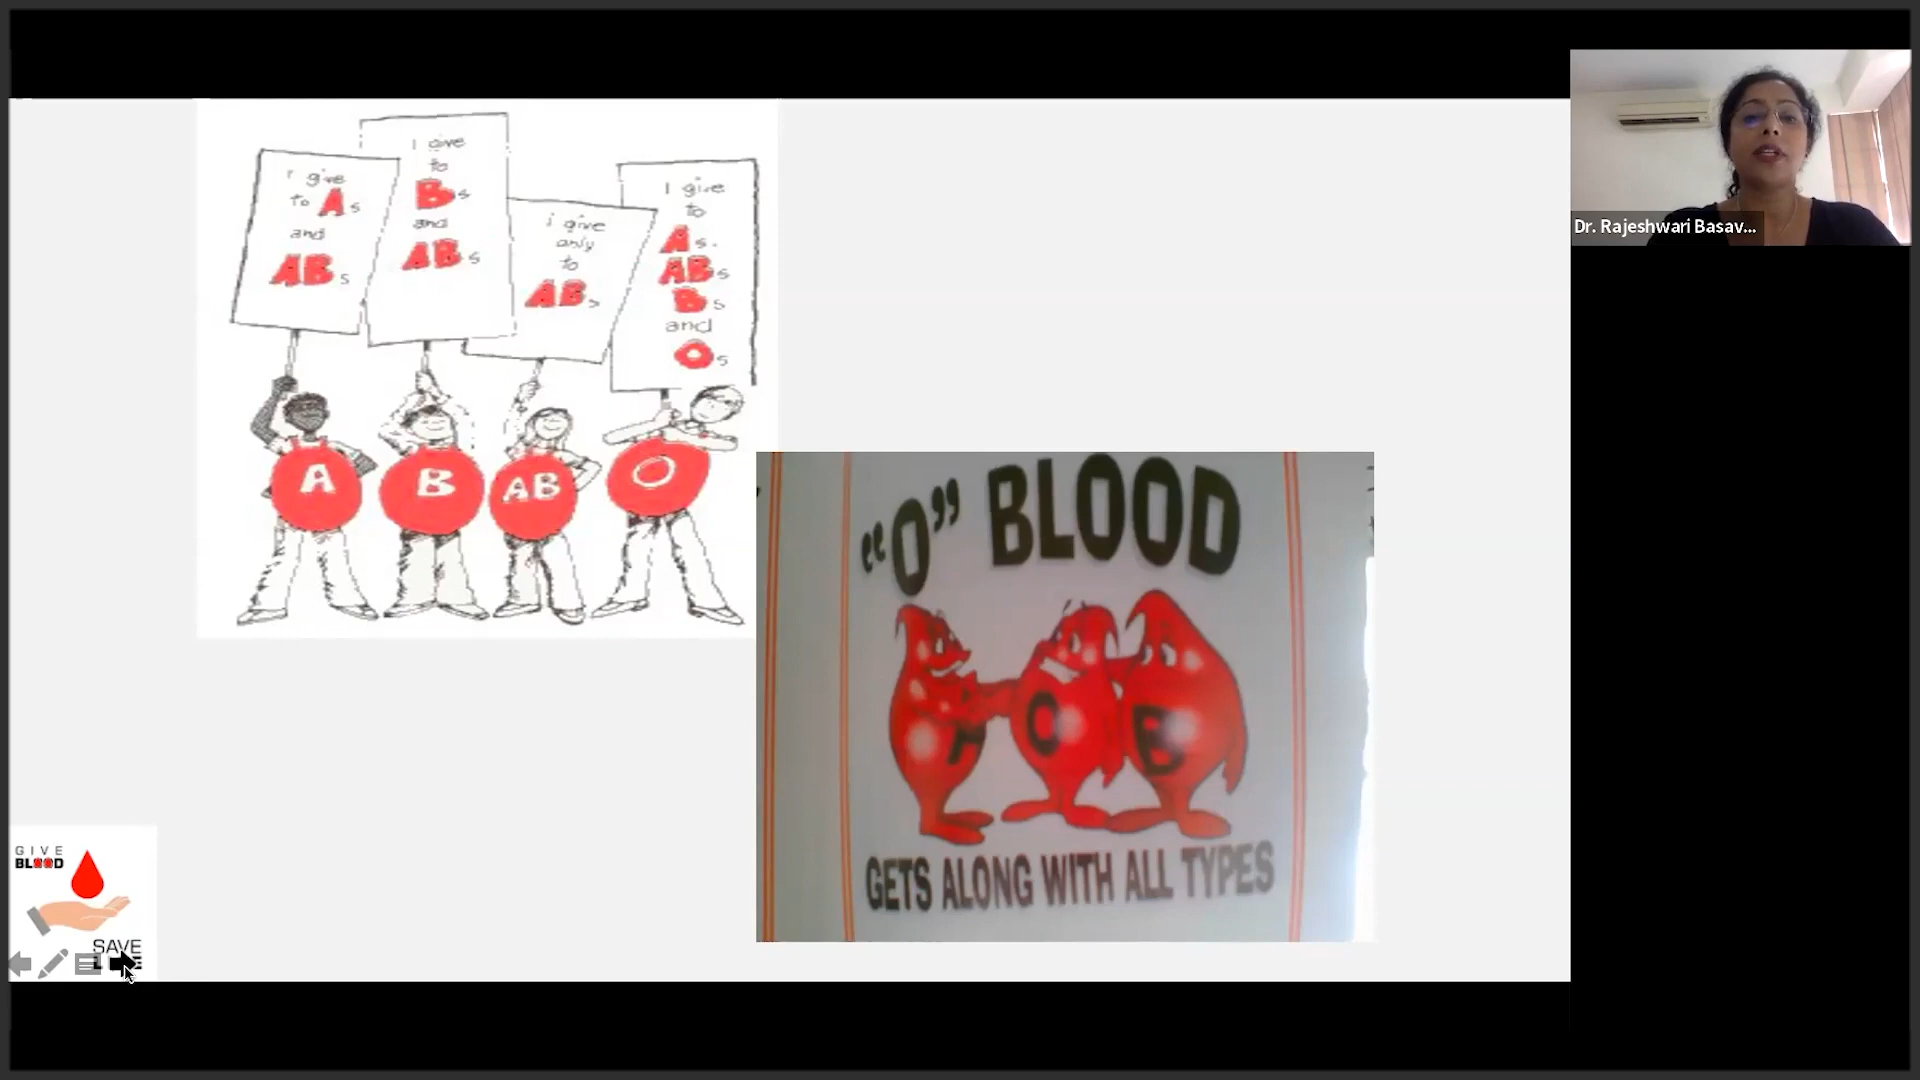 I give
to As
and
ABs
I give
to
Bs
and
ABs
i give
only
to
ABs
I give
to
As.
ABs
Bs
and
Os
A
B
AB
O
"O" BLOOD
A
O
B
GETS ALONG WITH ALL TYPES
GIVE
BLOOD
SAVE
Dr. Rajeshwari Basav...